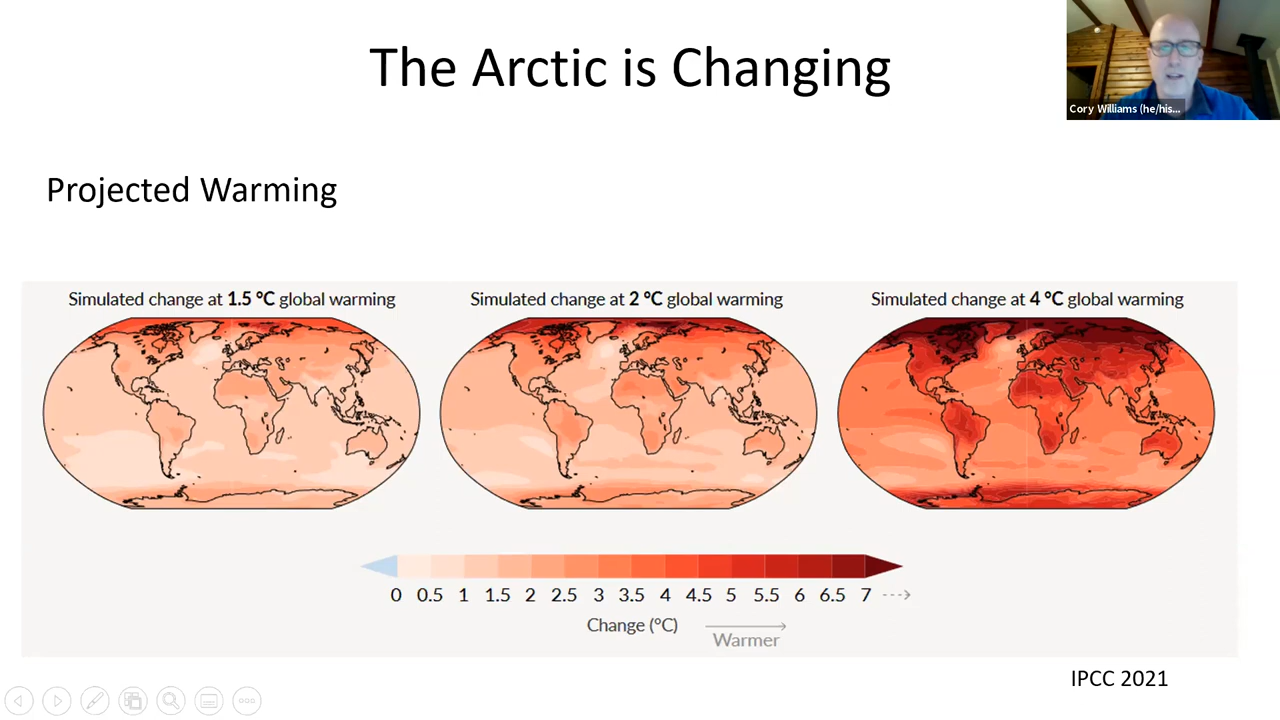 The Arctic is Changing
Cory Williams (he/his...
Projected Warming
Simulated change at 1.5 °C global warming
Simulated change at 2 °C global warming
Simulated change at 4 °C global warming
0 0.5 1 1.5 2 2.5 3 3.5 4 4.5 5 5.5 6 6.5 7
Change (°C)
Warmer
IPCC 2021